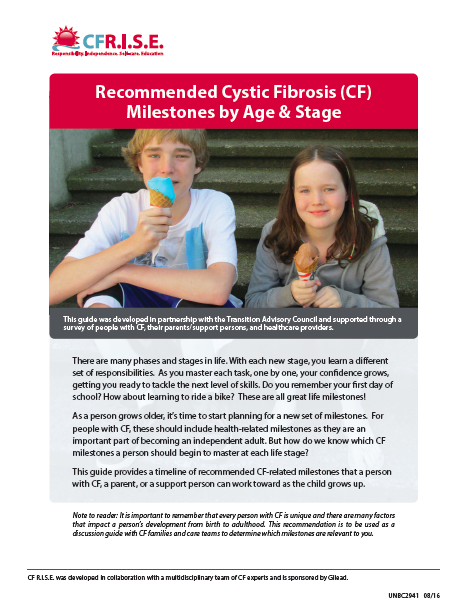 CF R.I.S.E.
Responsibility. Independence. Self-care. Education
Recommended Cystic Fibrosis (CF)
Milestones by Age & Stage
This guide was developed in partnership with the Transition Advisory Council and supported through a
survey of people with CF, their parents/support persons, and healthcare providers.
There are many phases and stages in life. With each new stage, you learn a different
set of responsibilities.  As you master each task, one by one, your confidence grows,
getting you ready to tackle the next level of skills. Do you remember your first day of
school? How about learning to ride a bike?  These are all great life milestones!
As a person grows older, it's time to start planning for a new set of milestones.  For
people with CF, these should include health-related milestones as they are an
important part of becoming an independent adult. But how do we know which CF
milestones a person should begin to master at each life stage?
This guide provides a timeline of recommended CF-related milestones that a person
with CF, a parent, or a support person can work toward as the child grows up.
Note to reader: It is important to remember that every person with CF is unique and there are many factors
that impact a person's development from birth to adulthood. This recommendation is to be used as a
discussion guide with CF families and care teams to determine which milestones are relevant to you.
CF R.I.S.E. was developed in collaboration with a multidisciplinary team of CF experts and is sponsored by Gilead.
UNBC2941   08/16